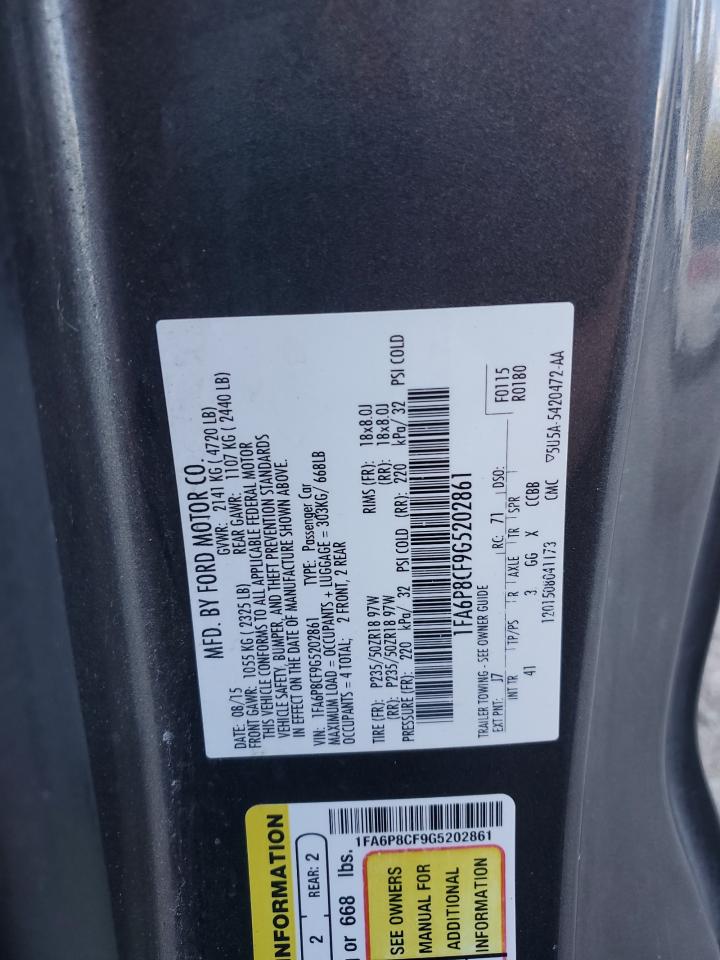 MFD. BY FORD MOTOR CO.
DATE: 08/15 GVWR: 2141 KG ( 4720 LB)
FRONT GAWR: 1055 KG ( 2325 LB) REAR GAWR: 1107 KG ( 2440 LB)
THIS VEHICLE CONFORMS TO ALL APPLICABLE FEDERAL MOTOR
VEHICLE SAFETY, BUMPER, AND THEFT PREVENTION STANDARDS
IN EFFECT ON THE DATE OF MANUFACTURE SHOWN ABOVE.
VIN: 1FA6P8CF9G5202861 TYPE: Passenger Car
MAXIMUM LOAD = OCCUPANTS + LUGGAGE = 303KG/ 668LB
OCCUPANTS = 4 TOTAL; 2 FRONT, 2 REAR
TIRE (FR): P235/50ZR18 97W RIMS (FR): 18x8.0J
(RR): P235/50ZR18 97W (RR): 18x8.0J
PRESSURE (FR): 220 kPa/ 32 PSI COLD (RR): 220 kPa/ 32 PSI COLD
1FA6P8CF9G5202861
TRAILER TOWING - SEE OWNER GUIDE
EXT PNT: J7 RC: 71 DSO: F0115
INT TR TP/PS R AXLE TR SPR R0180
41 3 GG X CCBB
1201508041173 CMC ▽5U5A-5420472-AA
INFORMATION
2 REAR: 2
or 668 lbs.
1FA6P8CF9G5202861
SEE OWNERS
MANUAL FOR
ADDITIONAL
INFORMATION